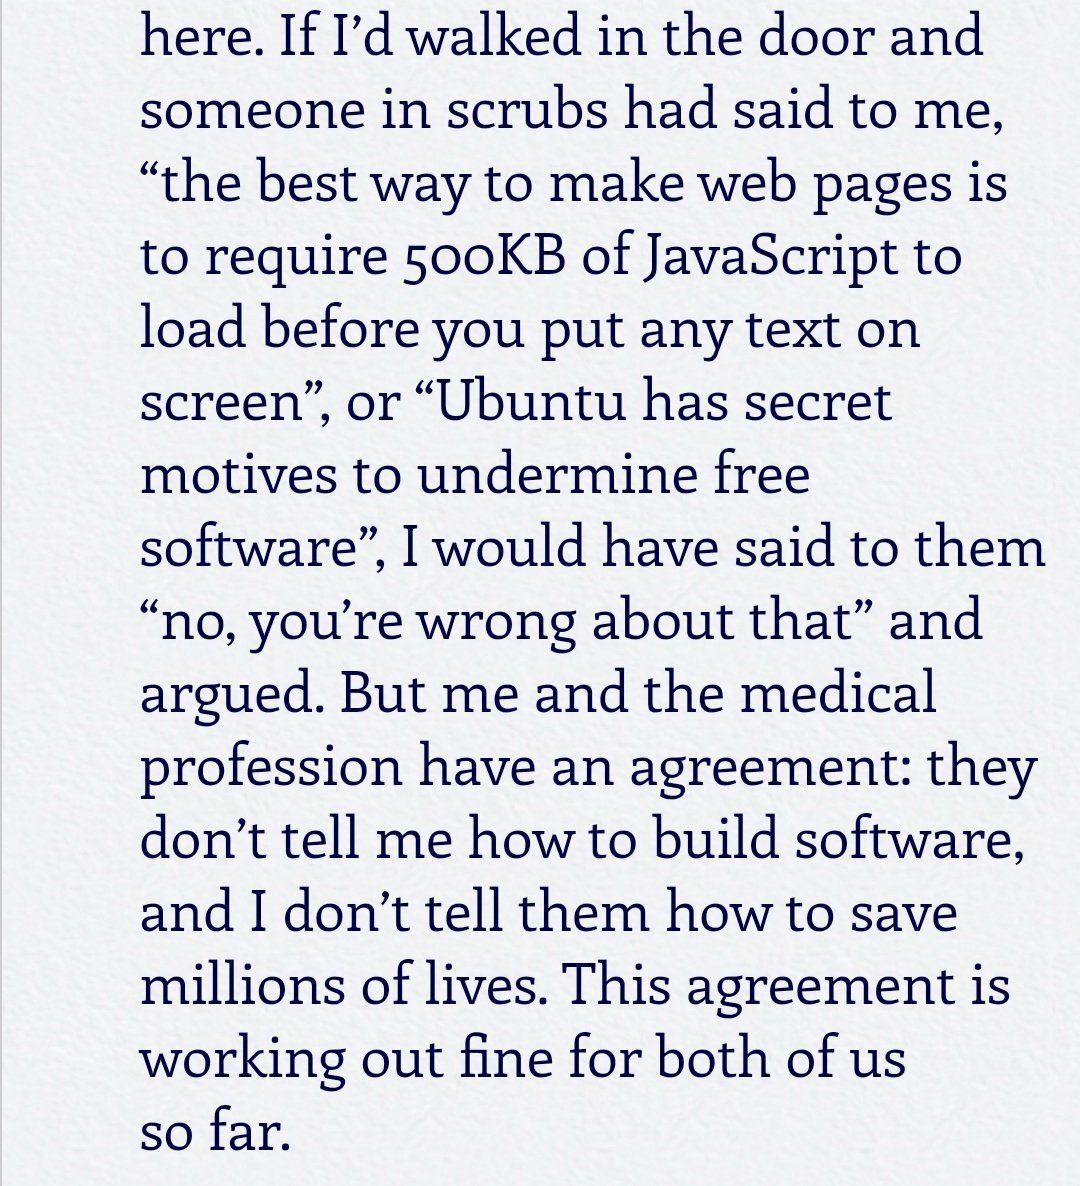 here. If I’d walked in the door and
someone in scrubs had said to me,
“the best way to make web pages is
to require 500KB of JavaScript to
load before you put any text on
screen”, or “Ubuntu has secret
motives to undermine free
software”, I would have said to them
“no, you’re wrong about that” and
argued. But me and the medical
profession have an agreement: they
don’t tell me how to build software,
and I don’t tell them how to save
millions of lives. This agreement is
working out fine for both of us
so far.